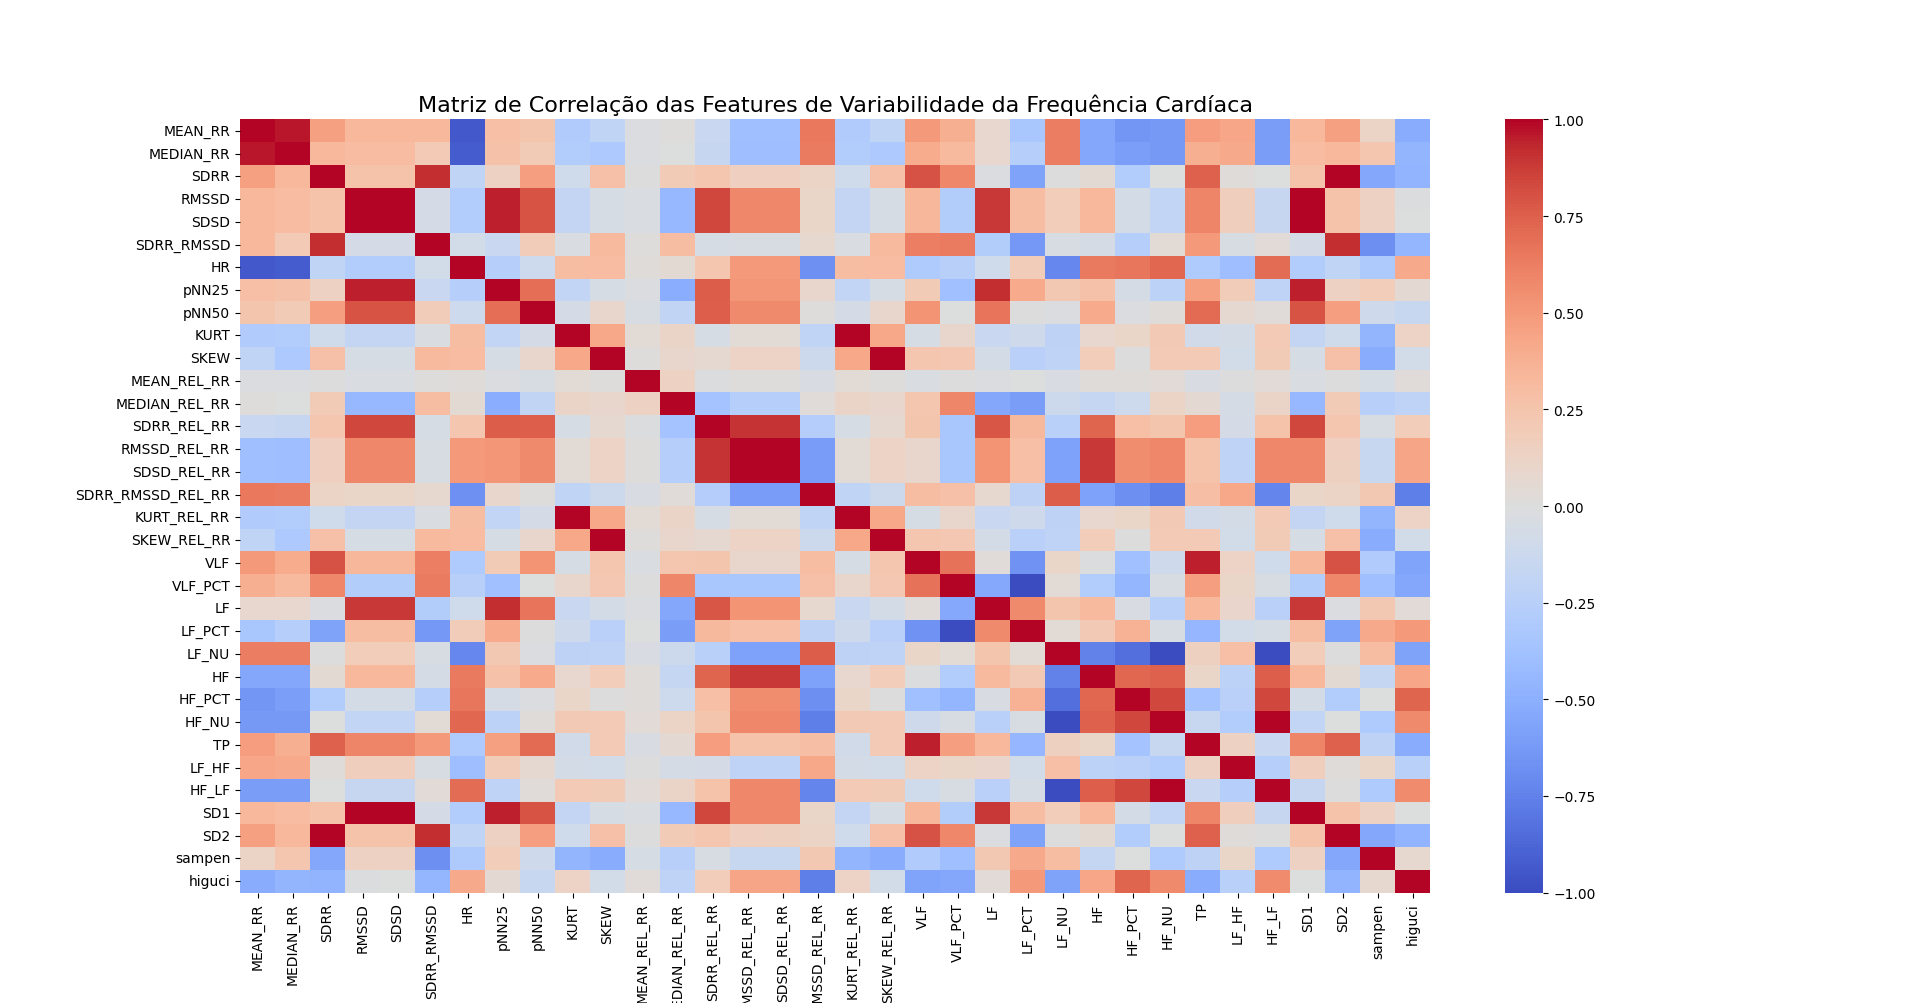 Matriz de Correlação das Features de Variabilidade da Frequência Cardíaca
MEAN_RR
MEDIAN_RR
SDRR
RMSSD
SDSD
SDRR_RMSSD
HR
pNN25
pNN50
KURT
SKEW
MEAN_REL_RR
MEDIAN_REL_RR
SDRR_REL_RR
RMSSD_REL_RR
SDSD_REL_RR
SDRR_RMSSD_REL_RR
KURT_REL_RR
SKEW_REL_RR
VLF
VLF_PCT
LF
LF_PCT
LF_NU
HF
HF_PCT
HF_NU
TP
LF_HF
HF_LF
SD1
SD2
sampen
higuci
MEAN_RR
MEDIAN_RR
SDRR
RMSSD
SDSD
SDRR_RMSSD
HR
pNN25
pNN50
KURT
SKEW
MEAN_REL_RR
EDIAN_REL_RR
SDRR_REL_RR
MSSD_REL_RR
SDSD_REL_RR
MSSD_REL_RR
KURT_REL_RR
SKEW_REL_RR
VLF
VLF_PCT
LF
LF_PCT
LF_NU
HF
HF_PCT
HF_NU
TP
LF_HF
HF_LF
SD1
SD2
sampen
higuci
1.00
0.75
0.50
0.25
0.00
−0.25
−0.50
−0.75
−1.00